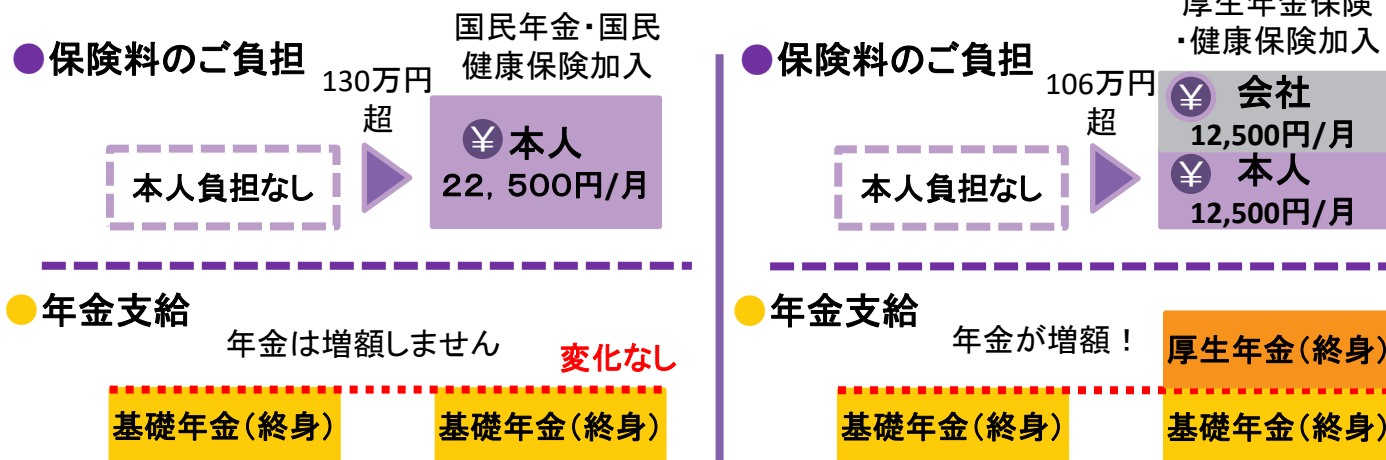 ●保険料のご負担
国民年金・国民
健康保険加入
130万円
超
本人負担なし
¥ 本人
22，500円/月
●年金支給
年金は増額しません
変化なし
基礎年金（終身）
基礎年金（終身）
●保険料のご負担
厚生年金保険
・健康保険加入
106万円
超
本人負担なし
¥ 会社
12,500円/月
¥ 本人
12,500円/月
●年金支給
年金が増額！
厚生年金（終身）
基礎年金（終身）
基礎年金（終身）